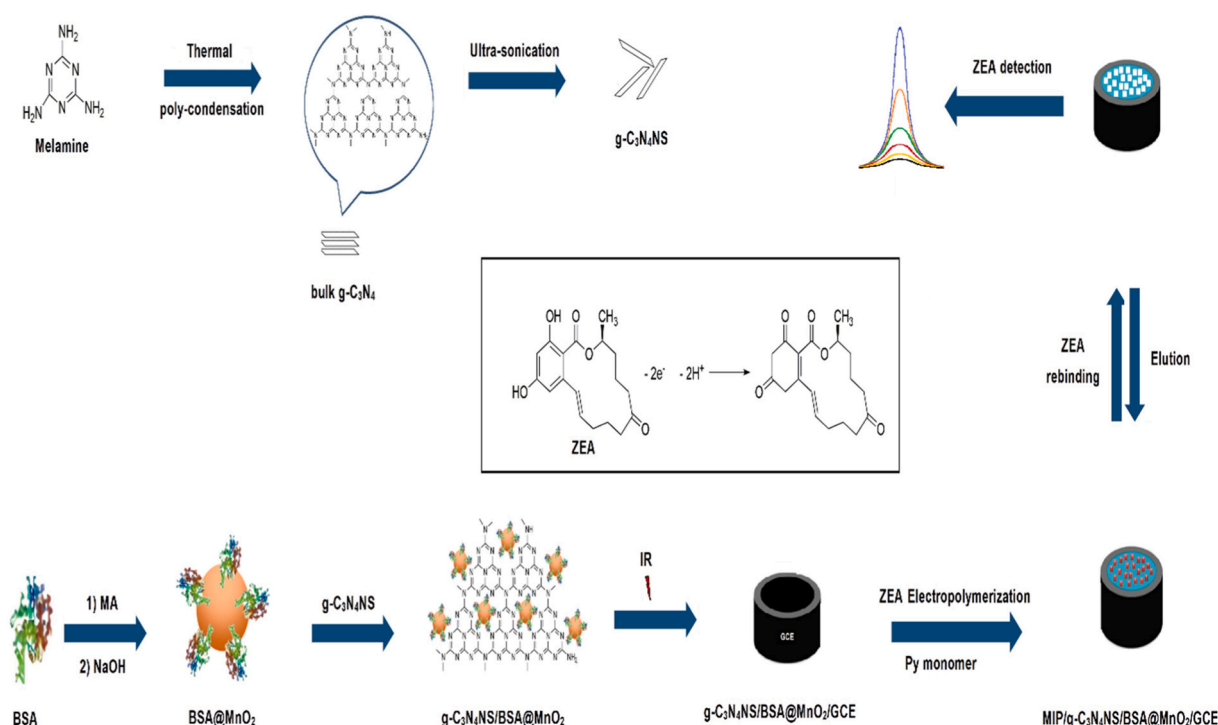 NH₂
N N
H₂N N NH₂
Melamine
Thermal
poly-condensation
bulk g-C₃N₄
Ultra-sonication
g-C₃N₄NS
ZEA detection
OH O CH₃
O
HO
O
ZEA
- 2e⁻ - 2H⁺
O O CH₃
O
O
O
ZEA
rebinding
Elution
BSA
1) MA
2) NaOH
BSA@MnO₂
g-C₃N₄NS
g-C₃N₄NS/BSA@MnO₂
IR
GCE
g-C₃N₄NS/BSA@MnO₂/GCE
ZEA Electropolymerization
Py monomer
MIP/g-C₃N₄NS/BSA@MnO₂/GCE